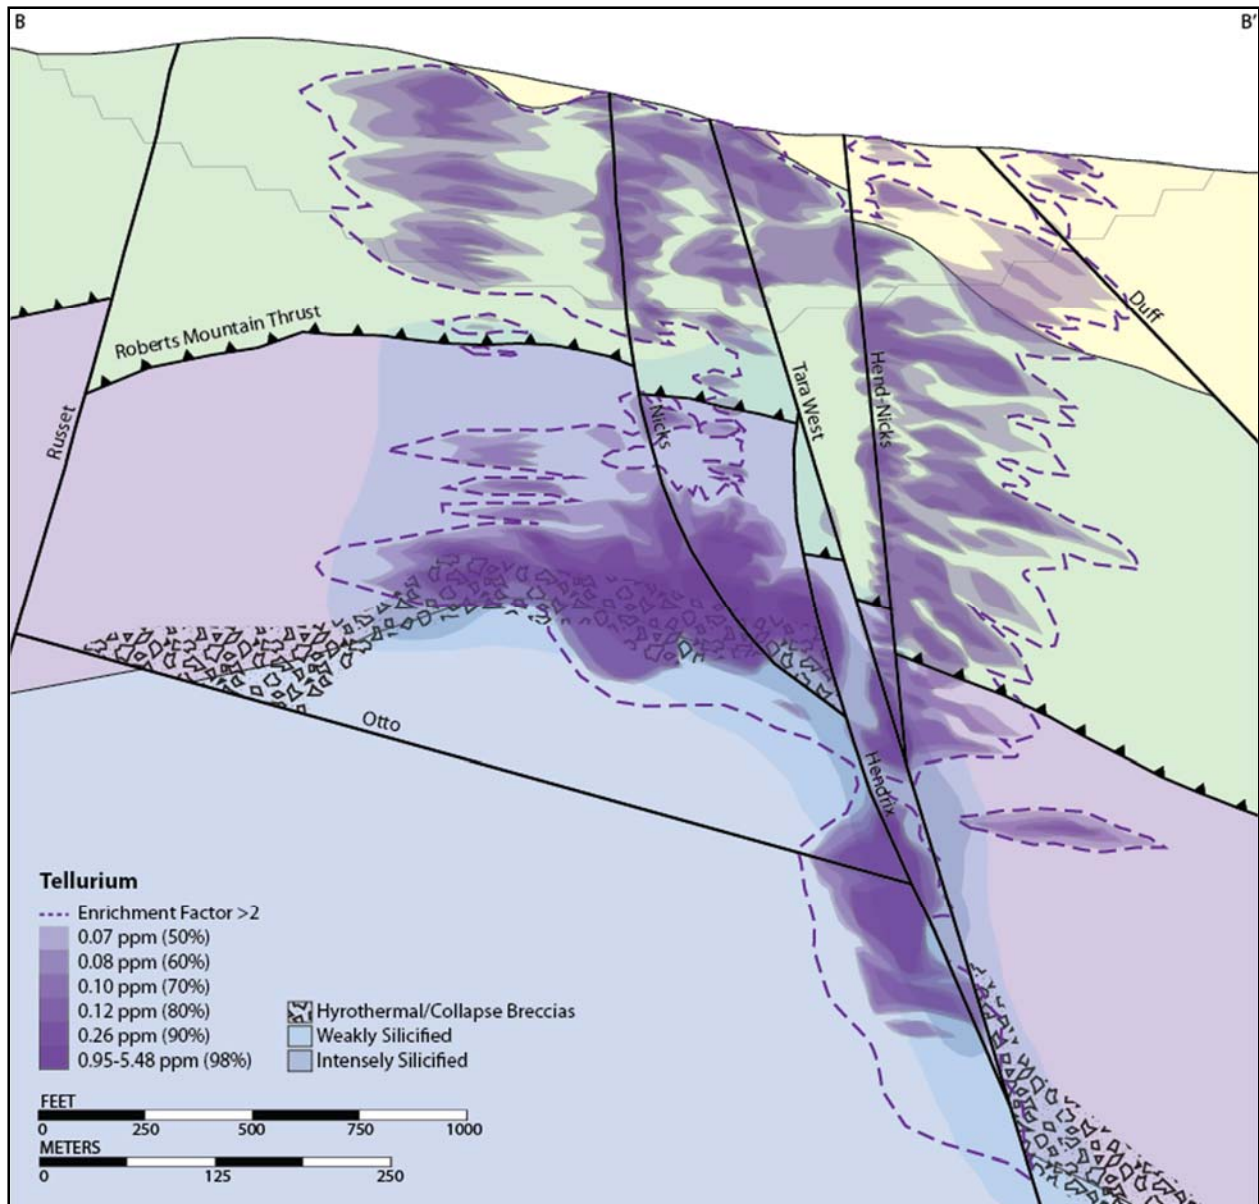 B
B'
Roberts Mountain Thrust
Russet
Nicks
Tara West
Hend-Nicks
Duff
Otto
Hendrix
Tellurium
Enrichment Factor >2
0.07 ppm (50%)
0.08 ppm (60%)
0.10 ppm (70%)
0.12 ppm (80%)
0.26 ppm (90%)
0.95-5.48 ppm (98%)
Hyrothermal/Collapse Breccias
Weakly Silicified
Intensely Silicified
FEET
0 250 500 750 1000
METERS
0 125 250